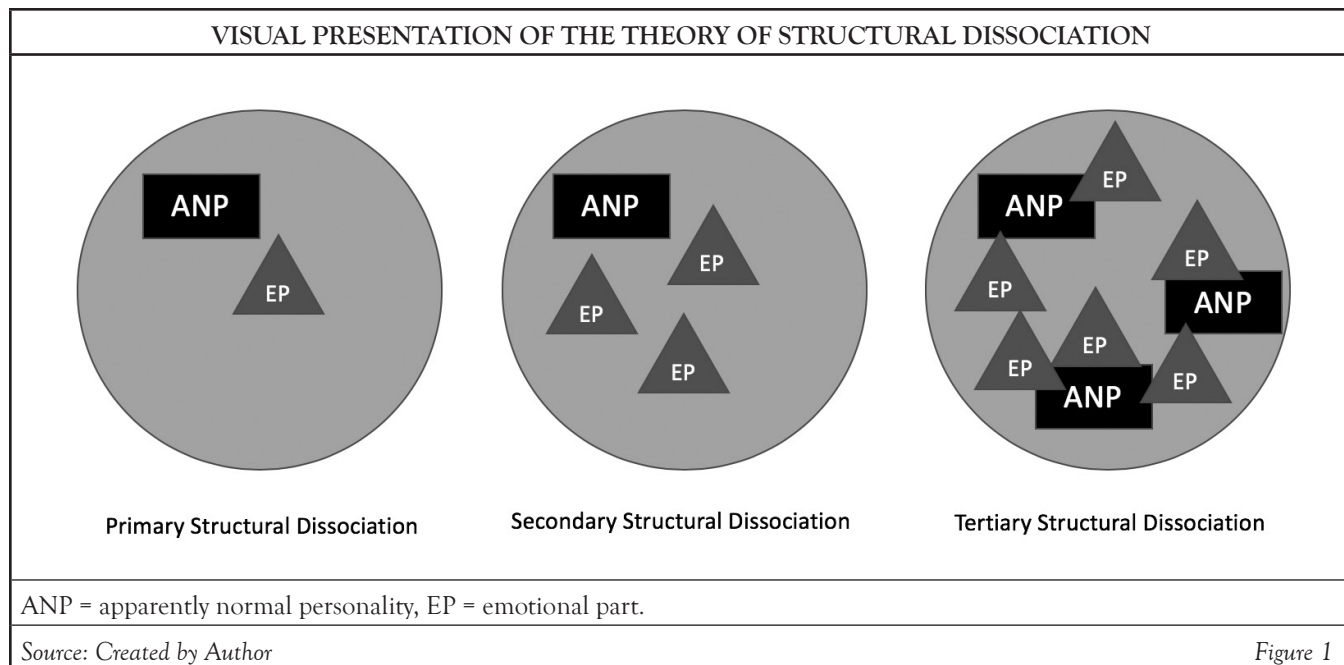 VISUAL PRESENTATION OF THE THEORY OF STRUCTURAL DISSOCIATION
ANP
EP
Primary Structural Dissociation
ANP
EP
EP
EP
Secondary Structural Dissociation
EP
ANP
EP
EP
ANP
EP
EP
EP
ANP
Tertiary Structural Dissociation
ANP = apparently normal personality, EP = emotional part.
Source: Created by Author
Figure 1